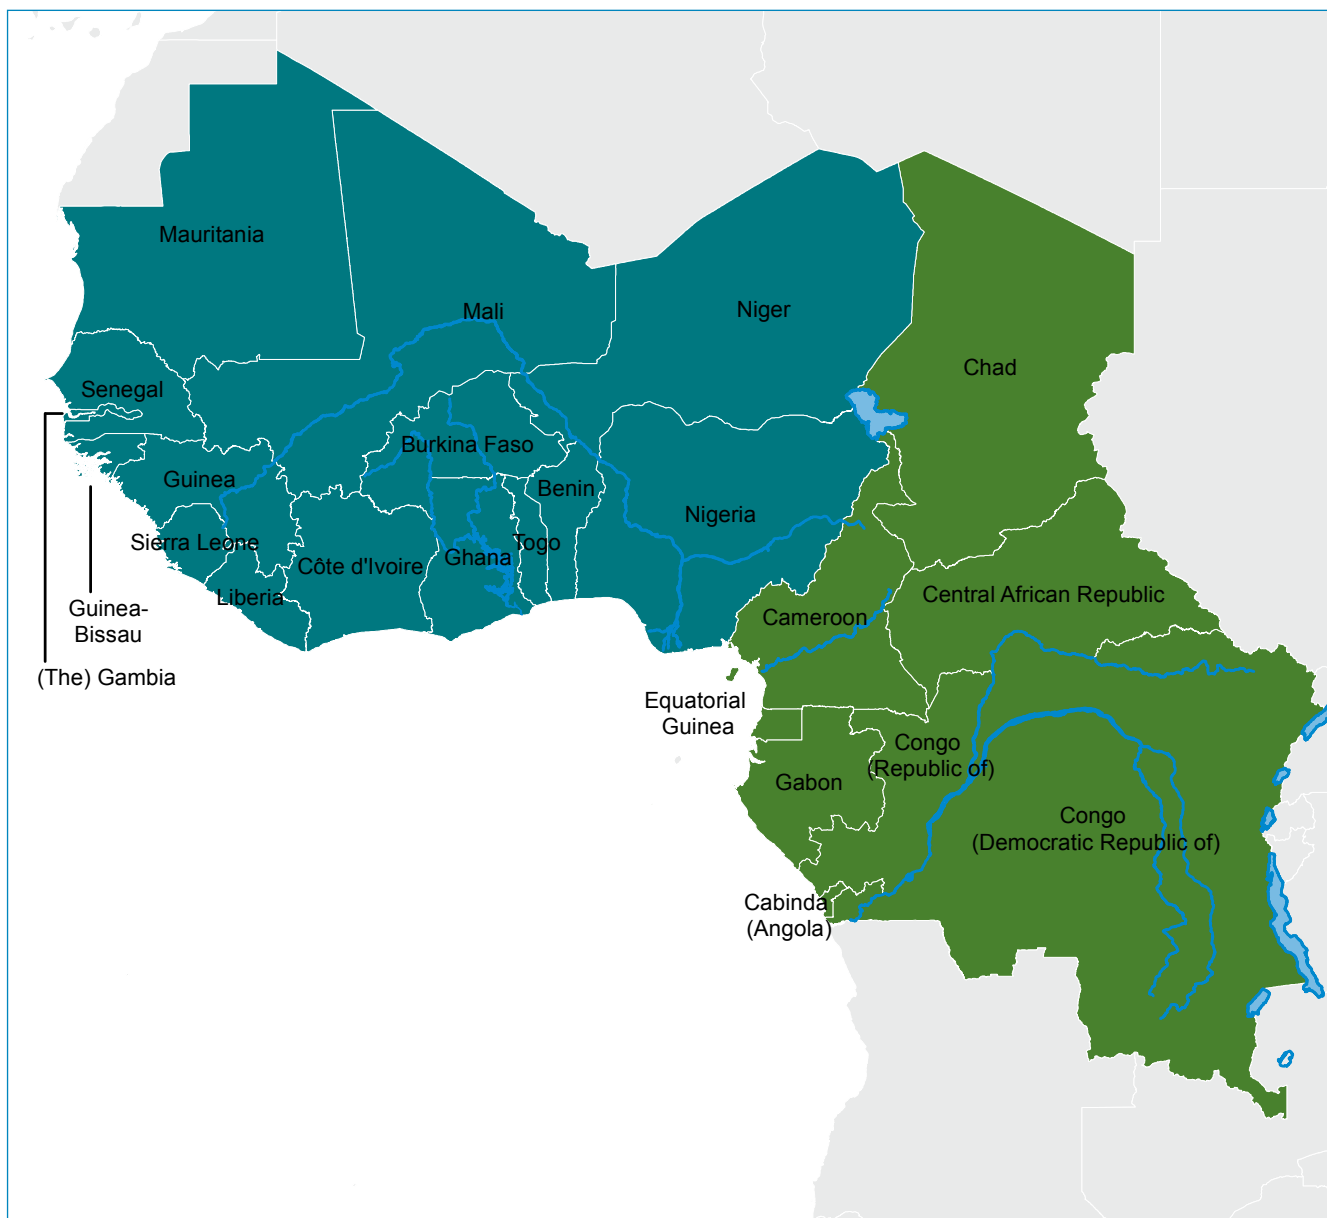 Mauritania
Mali
Niger
Chad
Senegal
Burkina Faso
Guinea
Benin
Nigeria
Sierra Leone
Togo
Ghana
Côte d'Ivoire
Liberia
Central African Republic
Guinea-
Bissau
Cameroon
(The) Gambia
Equatorial
Guinea
Congo
(Republic of)
Gabon
Congo
(Democratic Republic of)
Cabinda
(Angola)